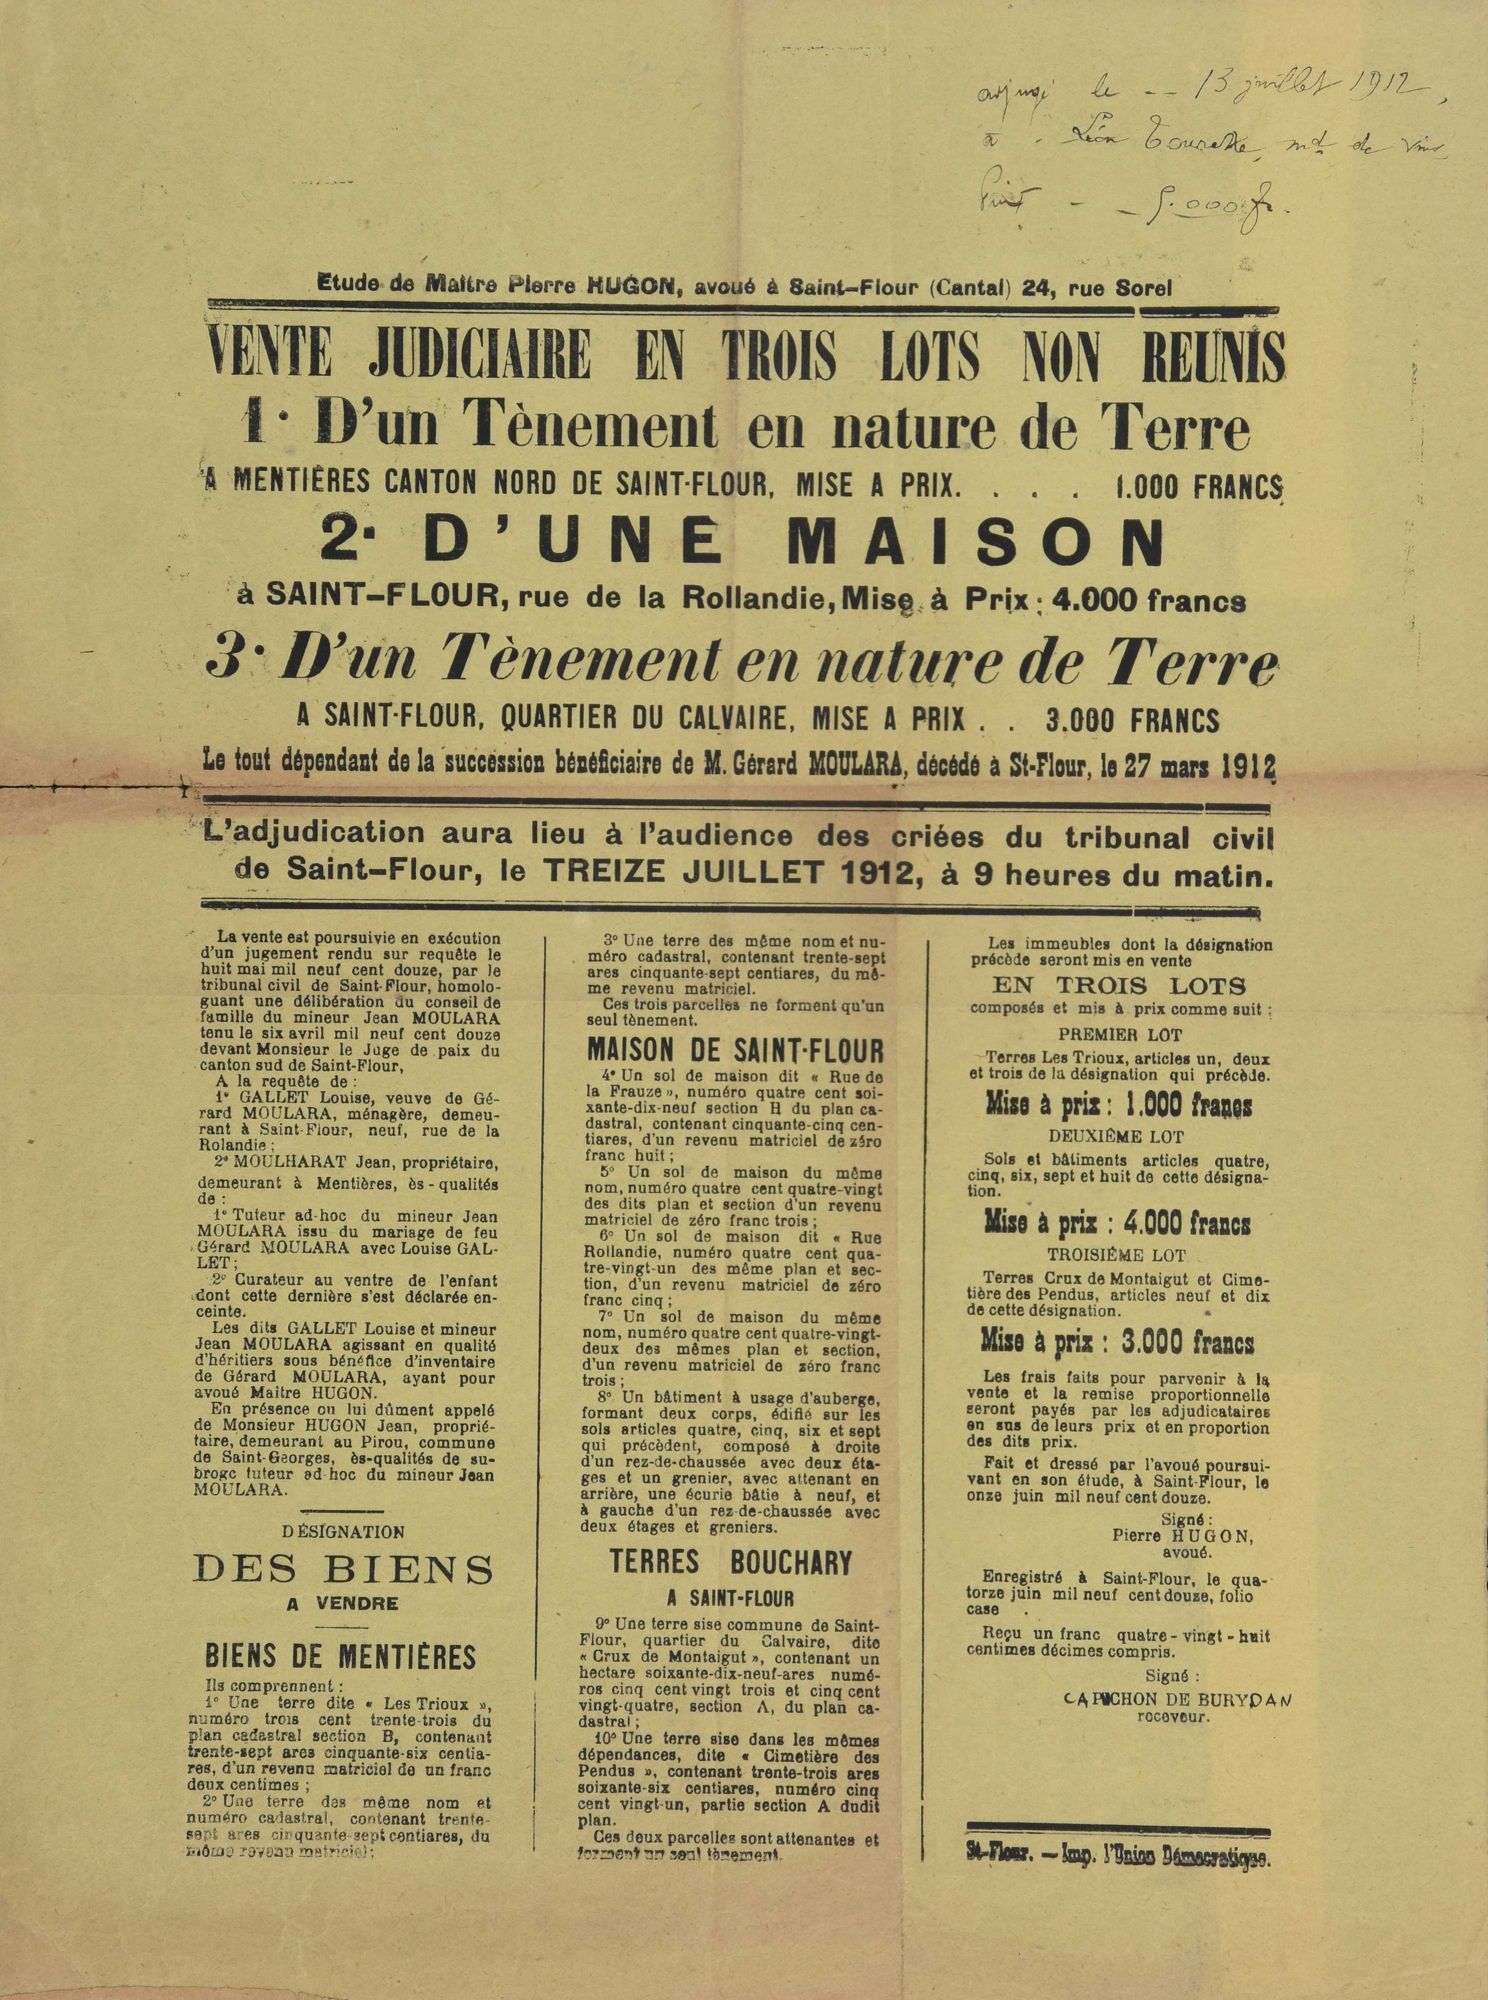 adjugé le -- 13 juillet 1912,
à - Léon Tourette, md de vins
Prix - - 5.000 fr.
Etude de Maître Pierre HUGON, avoué à Saint-Flour (Cantal) 24, rue Sorel
VENTE JUDICIAIRE EN TROIS LOTS NON REUNIS
1· D'un Tènement en nature de Terre
A MENTIÈRES CANTON NORD DE SAINT-FLOUR, MISE A PRIX. . . . 1.000 FRANCS
2· D'UNE MAISON
à SAINT-FLOUR, rue de la Rollandie, Mise à Prix : 4.000 francs
3· D'un Tènement en nature de Terre
A SAINT-FLOUR, QUARTIER DU CALVAIRE, MISE A PRIX . . 3.000 FRANCS
Le tout dépendant de la succession bénéficiaire de M. Gérard MOULARA, décédé à St-Flour, le 27 mars 1912
L'adjudication aura lieu à l'audience des criées du tribunal civil
de Saint-Flour, le TREIZE JUILLET 1912, à 9 heures du matin.
La vente est poursuivie en exécution
d'un jugement rendu sur requête le
huit mai mil neuf cent douze, par le
tribunal civil de Saint-Flour, homolo-
guant une délibération du conseil de
famille du mineur Jean MOULARA
tenu le six avril mil neuf cent douze
devant Monsieur le Juge de paix du
canton sud de Saint-Flour,
A la requête de :
1° GALLET Louise, veuve de Gé-
rard MOULARA, ménagère, demeu-
rant à Saint-Flour, neuf, rue de la
Rolandie ;
2° MOULHARAT Jean, propriétaire,
demeurant à Mentières, ès-qualités
de :
1° Tuteur ad-hoc du mineur Jean
MOULARA issu du mariage de feu
Gérard MOULARA avec Louise GAL-
LET ;
2° Curateur au ventre de l'enfant
dont cette dernière s'est déclarée en-
ceinte.
Les dits GALLET Louise et mineur
Jean MOULARA agissant en qualité
d'héritiers sous bénéfice d'inventaire
de Gérard MOULARA, ayant pour
avoué Maitre HUGON.
En présence ou lui dûment appelé
de Monsieur HUGON Jean, proprié-
taire, demeurant au Pirou, commune
de Saint-Georges, ès-qualités de su-
broge tuteur ad-hoc du mineur Jean
MOULARA.
DÉSIGNATION
DES BIENS
A VENDRE
BIENS DE MENTIÈRES
Ils comprennent :
1° Une terre dite « Les Trioux »,
numéro trois cent trente-trois du
plan cadastral section B, contenant
trente-sept ares cinquante-six centia-
res, d'un revenu matriciel de un franc
deux centimes ;
2° Une terre des même nom et
numéro cadastral, contenant trente-
sept ares cinquante-sept centiares, du
même revenu matriciel ;
3° Une terre des même nom et nu-
méro cadastral, contenant trente-sept
ares cinquante-sept centiares, du mê-
me revenu matriciel.
Ces trois parcelles ne forment qu'un
seul tènement.
MAISON DE SAINT-FLOUR
4° Un sol de maison dit « Rue de
la Frauze », numéro quatre cent soi-
xante-dix-neuf section H du plan ca-
dastral, contenant cinquante-cinq cen-
tiares, d'un revenu matriciel de zéro
franc huit ;
5° Un sol de maison du même
nom, numéro quatre cent quatre-vingt
des dits plan et section d'un revenu
matriciel de zéro franc trois ;
6° Un sol de maison dit « Rue
Rollandie, numéro quatre cent qua-
tre-vingt-un des même plan et sec-
tion, d'un revenu matriciel de zéro
franc cinq ;
7° Un sol de maison du même
nom, numéro quatre cent quatre-vingt-
deux des mêmes plan et section,
d'un revenu matriciel de zéro franc
trois ;
8° Un bâtiment à usage d'auberge,
formant deux corps, édifié sur les
sols articles quatre, cinq, six et sept
qui précèdent, composé à droite
d'un rez-de-chaussée avec deux éta-
ges et un grenier, avec attenant en
arrière, une écurie bâtie à neuf, et
à gauche d'un rez-de-chaussée avec
deux étages et greniers.
TERRES BOUCHARY
A SAINT-FLOUR
9° Une terre sise commune de Saint-
Flour, quartier du Calvaire, dite
« Crux de Montaigut », contenant un
hectare soixante-dix-neuf-ares numé-
ros cinq cent vingt trois et cinq cent
vingt-quatre, section A, du plan ca-
dastral ;
10° Une terre sise dans les mêmes
dépendances, dite « Cimetière des
Pendus », contenant trente-trois ares
soixante-six centiares, numéro cinq
cent vingt-un, partie section A dudit
plan.
Ces deux parcelles sont attenantes et
forment un seul tènement.
Les immeubles dont la désignation
précède seront mis en vente
EN TROIS LOTS
composés et mis à prix comme suit :
PREMIER LOT
Terres Les Trioux, articles un, deux
et trois de la désignation qui précède.
Mise à prix : 1.000 francs
DEUXIÈME LOT
Sols et bâtiments articles quatre,
cinq, six, sept et huit de cette désigna-
tion.
Mise à prix : 4.000 francs
TROISIÈME LOT
Terres Crux de Montaigut et Cime-
tière des Pendus, articles neuf et dix
de cette désignation.
Mise à prix : 3.000 francs
Les frais faits pour parvenir à la
vente et la remise proportionnelle
seront payés par les adjudicataires
en sus de leurs prix et en proportion
des dits prix.
Fait et dressé par l'avoué poursui-
vant en son étude, à Saint-Flour, le
onze juin mil neuf cent douze.
Signé :
Pierre HUGON,
avoué.
Enregistré à Saint-Flour, le qua-
torze juin mil neuf cent douze, folio
case .
Reçu un franc quatre-vingt-huit
centimes décimes compris.
Signé :
CAPUCHON DE BURYDAN
receveur.
St-Flour. — Imp. l'Union Démocratique.